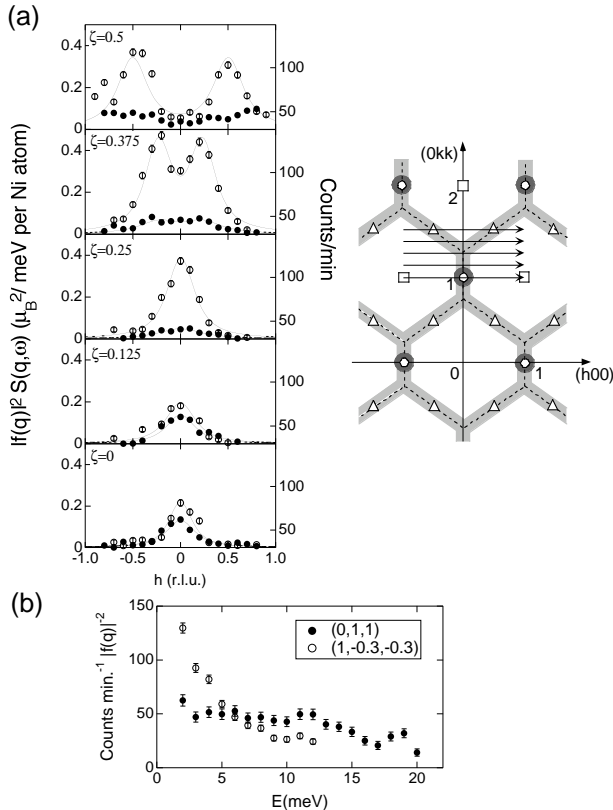 (a)
ζ=0.5
0.4
0.2
0
100
50
ζ=0.375
0.4
0.2
0
100
50
ζ=0.25
0.4
0.2
0
100
50
ζ=0.125
0.4
0.2
0
100
50
ζ=0
0.4
0.2
0
100
50
-1.0 -0.5 0 0.5 1.0
h (r.l.u.)
|f(q)|² S(q,ω) (μB²/ meV per Ni atom)
Counts/min
(0kk)
2
1
0
1
(h00)
(b)
150
100
50
0
0 5 10 15 20
(0,1,1)
(1,-0.3,-0.3)
Counts min.⁻¹ |f(q)|⁻²
E(meV)